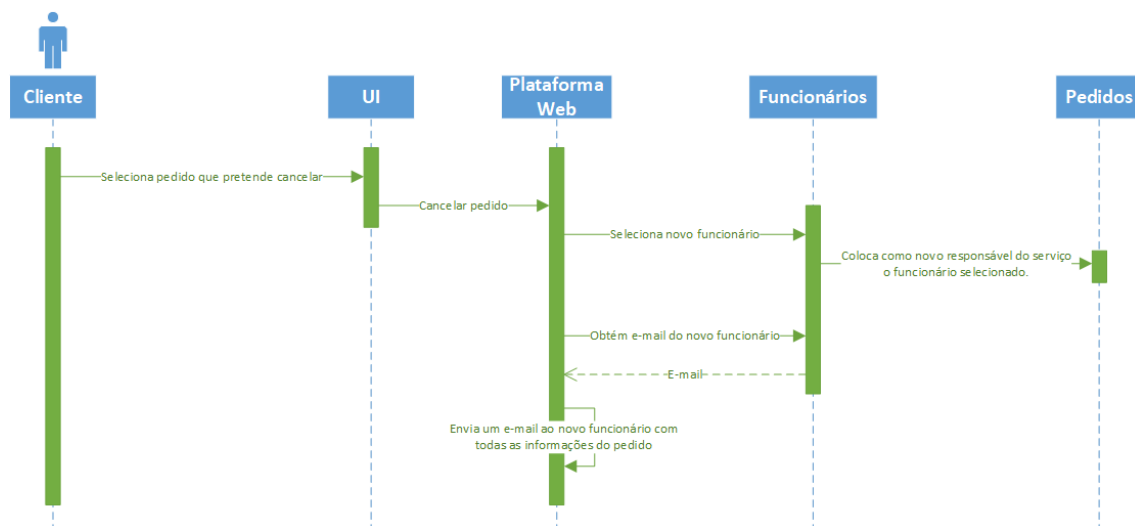 Cliente
UI
Plataforma
Web
Funcionários
Pedidos
Seleciona pedido que pretende cancelar
Cancelar pedido
Seleciona novo funcionário
Coloca como novo responsável do serviço
o funcionário selecionado.
Obtém e-mail do novo funcionário
E-mail
Envia um e-mail ao novo funcionário com
todas as informações do pedido